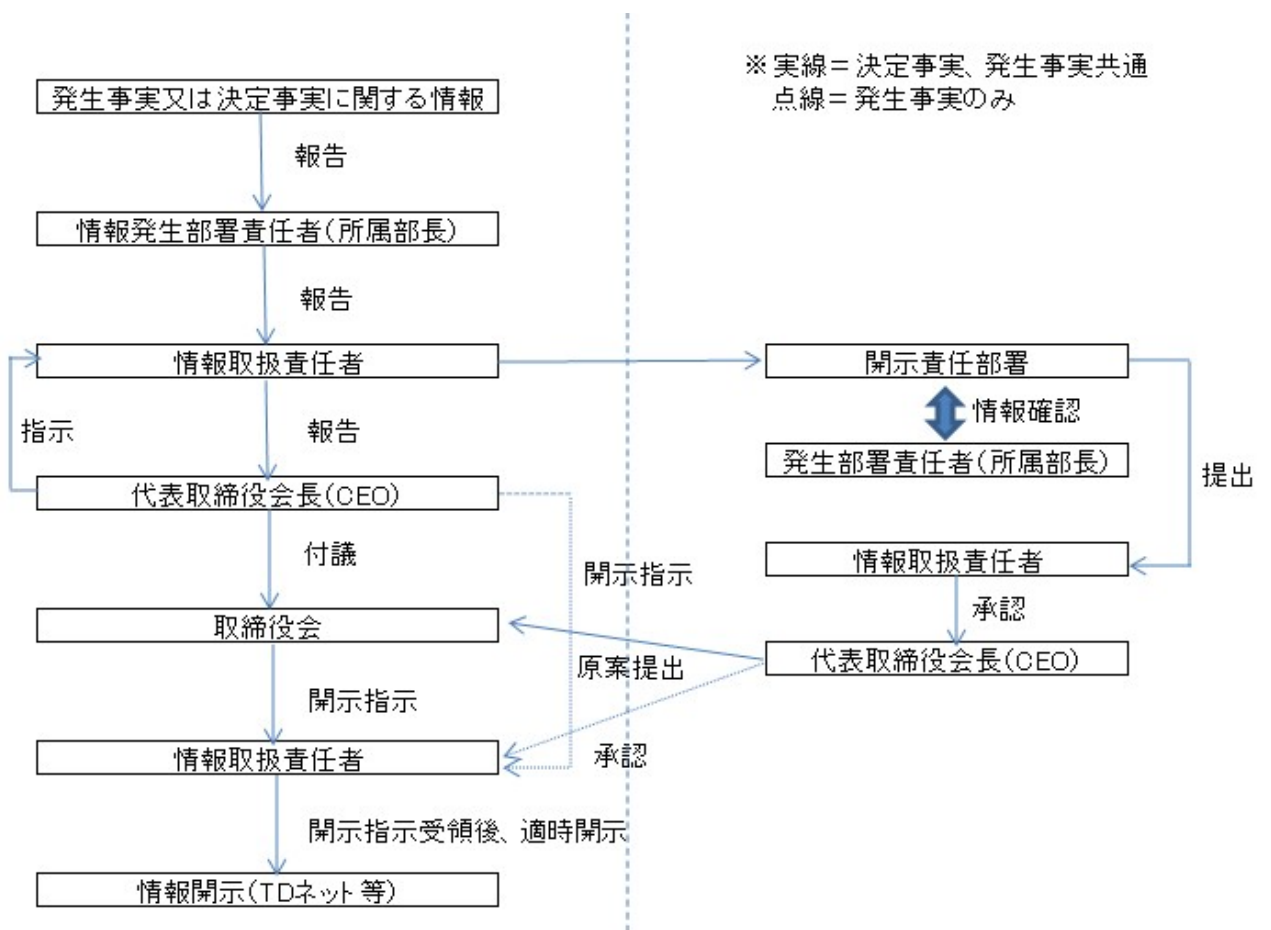 ※ 実線＝決定事実、発生事実共通
点線＝発生事実のみ
発生事実又は決定事実に関する情報
報告
情報発生部署責任者(所属部長)
報告
情報取扱責任者
開示責任部署
指示
報告
情報確認
発生部署責任者(所属部長)
提出
代表取締役会長(CEO)
付議
情報取扱責任者
開示指示
承認
取締役会
代表取締役会長(CEO)
原案提出
開示指示
情報取扱責任者
承認
開示指示受領後、適時開示
情報開示(TDネット等)